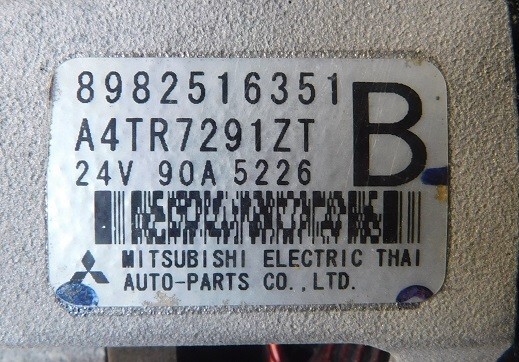 8982516351
B
A4TR7291ZT
24V 90A 5226
MITSUBISHI ELECTRIC THAI
AUTO-PARTS CO.,LTD.